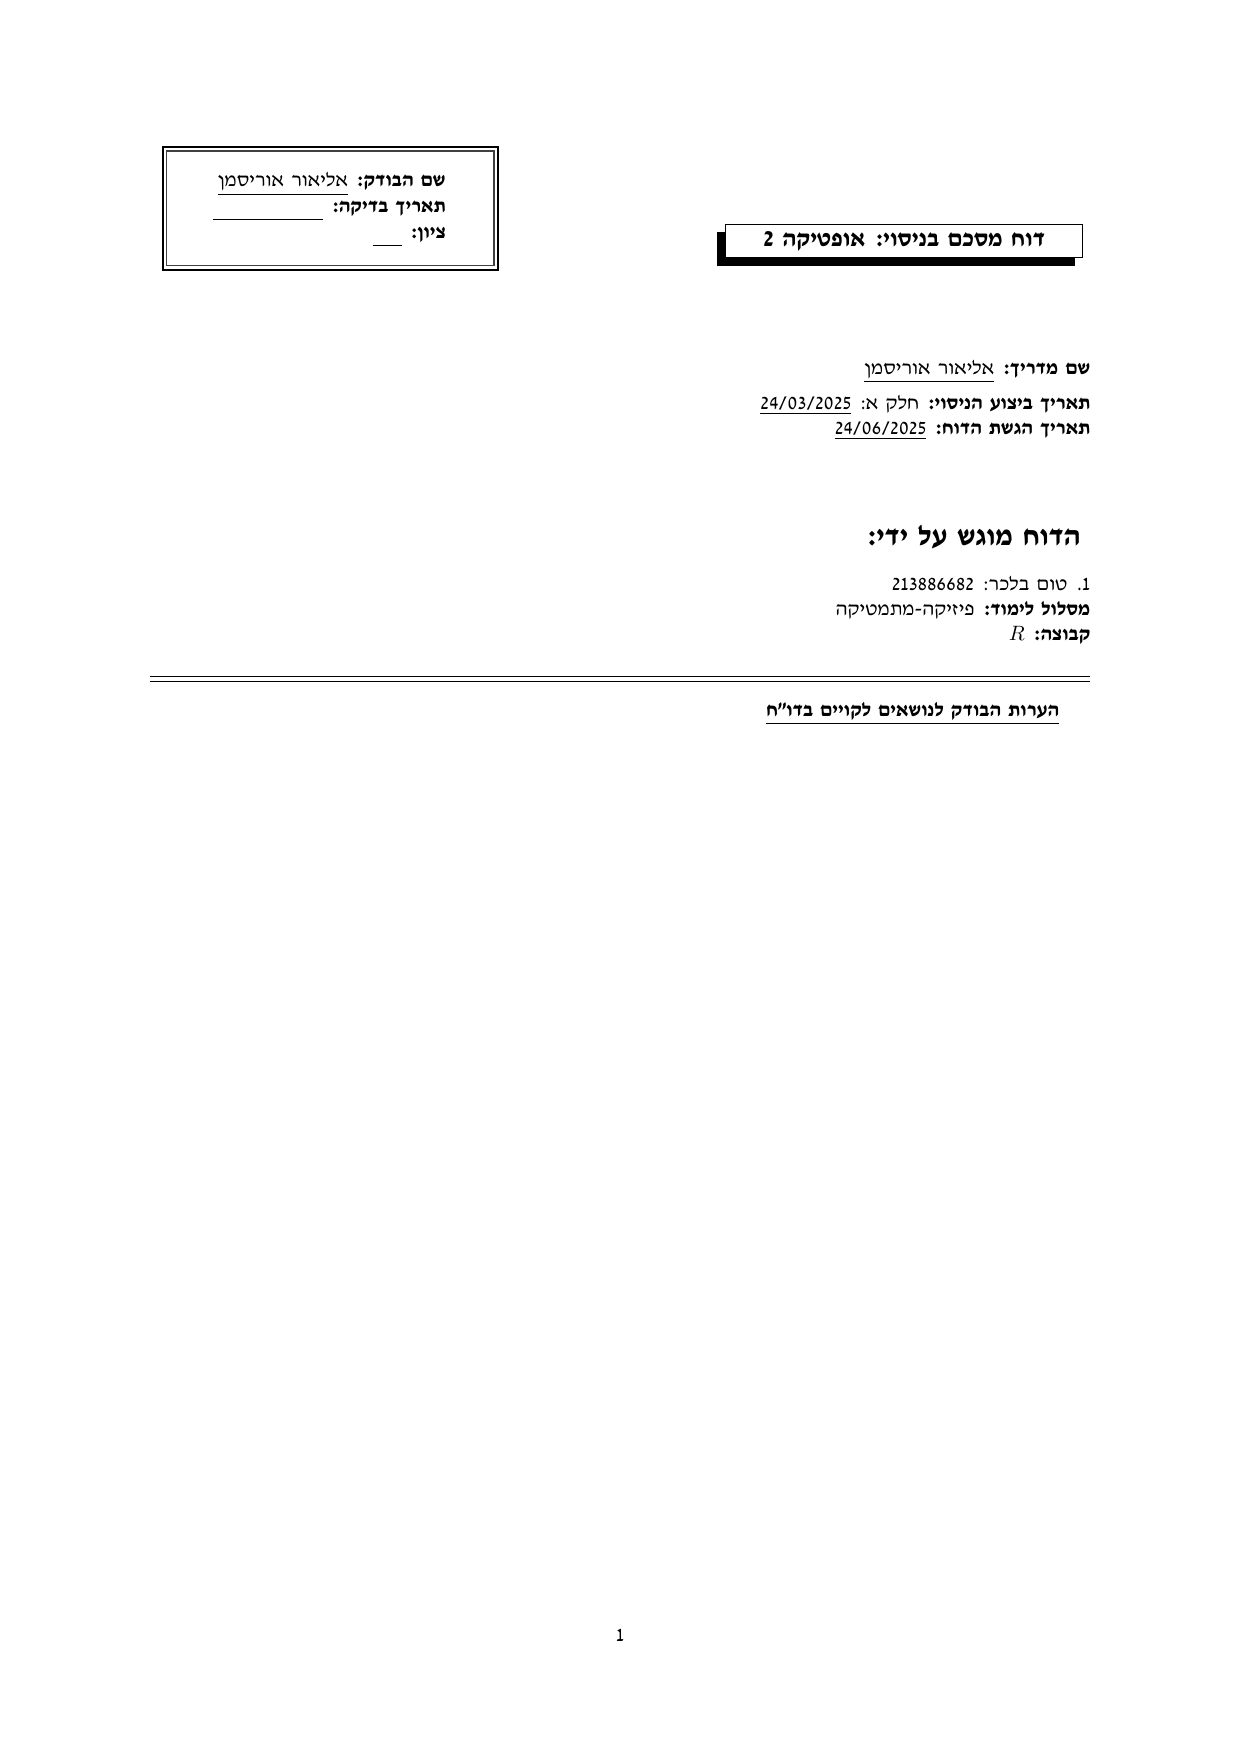 שם הבודק: אליאור אוריסמן
תאריך בדיקה:
ציון:
דוח מסכם בניסוי: אופטיקה 2
שם מדריך: אליאור אוריסמן
תאריך ביצוע הניסוי: חלק א: 24/03/2025
תאריך הגשת הדוח: 24/06/2025
הדוח מוגש על ידי:
1. טום בלכר: 213886682
מסלול לימוד: פיזיקה-מתמטיקה
קבוצה: R
הערות הבודק לנושאים לקויים בדו"ח
1